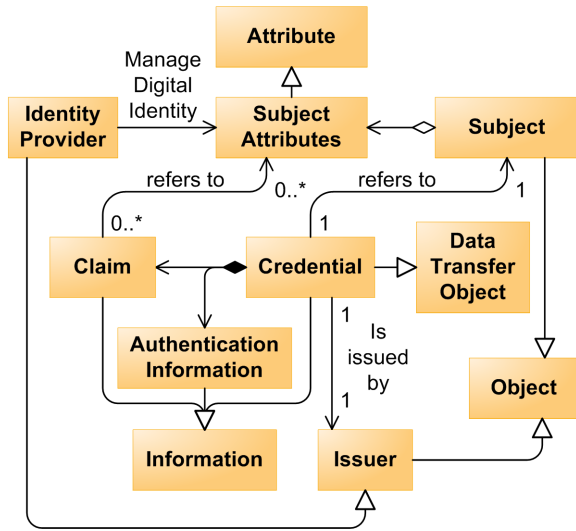 Attribute
Manage
Digital
Identity
Identity
Provider
Subject
Attributes
Subject
refers to
0..*
0..*
refers to
1
1
Claim
Credential
Data
Transfer
Object
Authentication
Information
1
Is
issued
by
1
Object
Information
Issuer